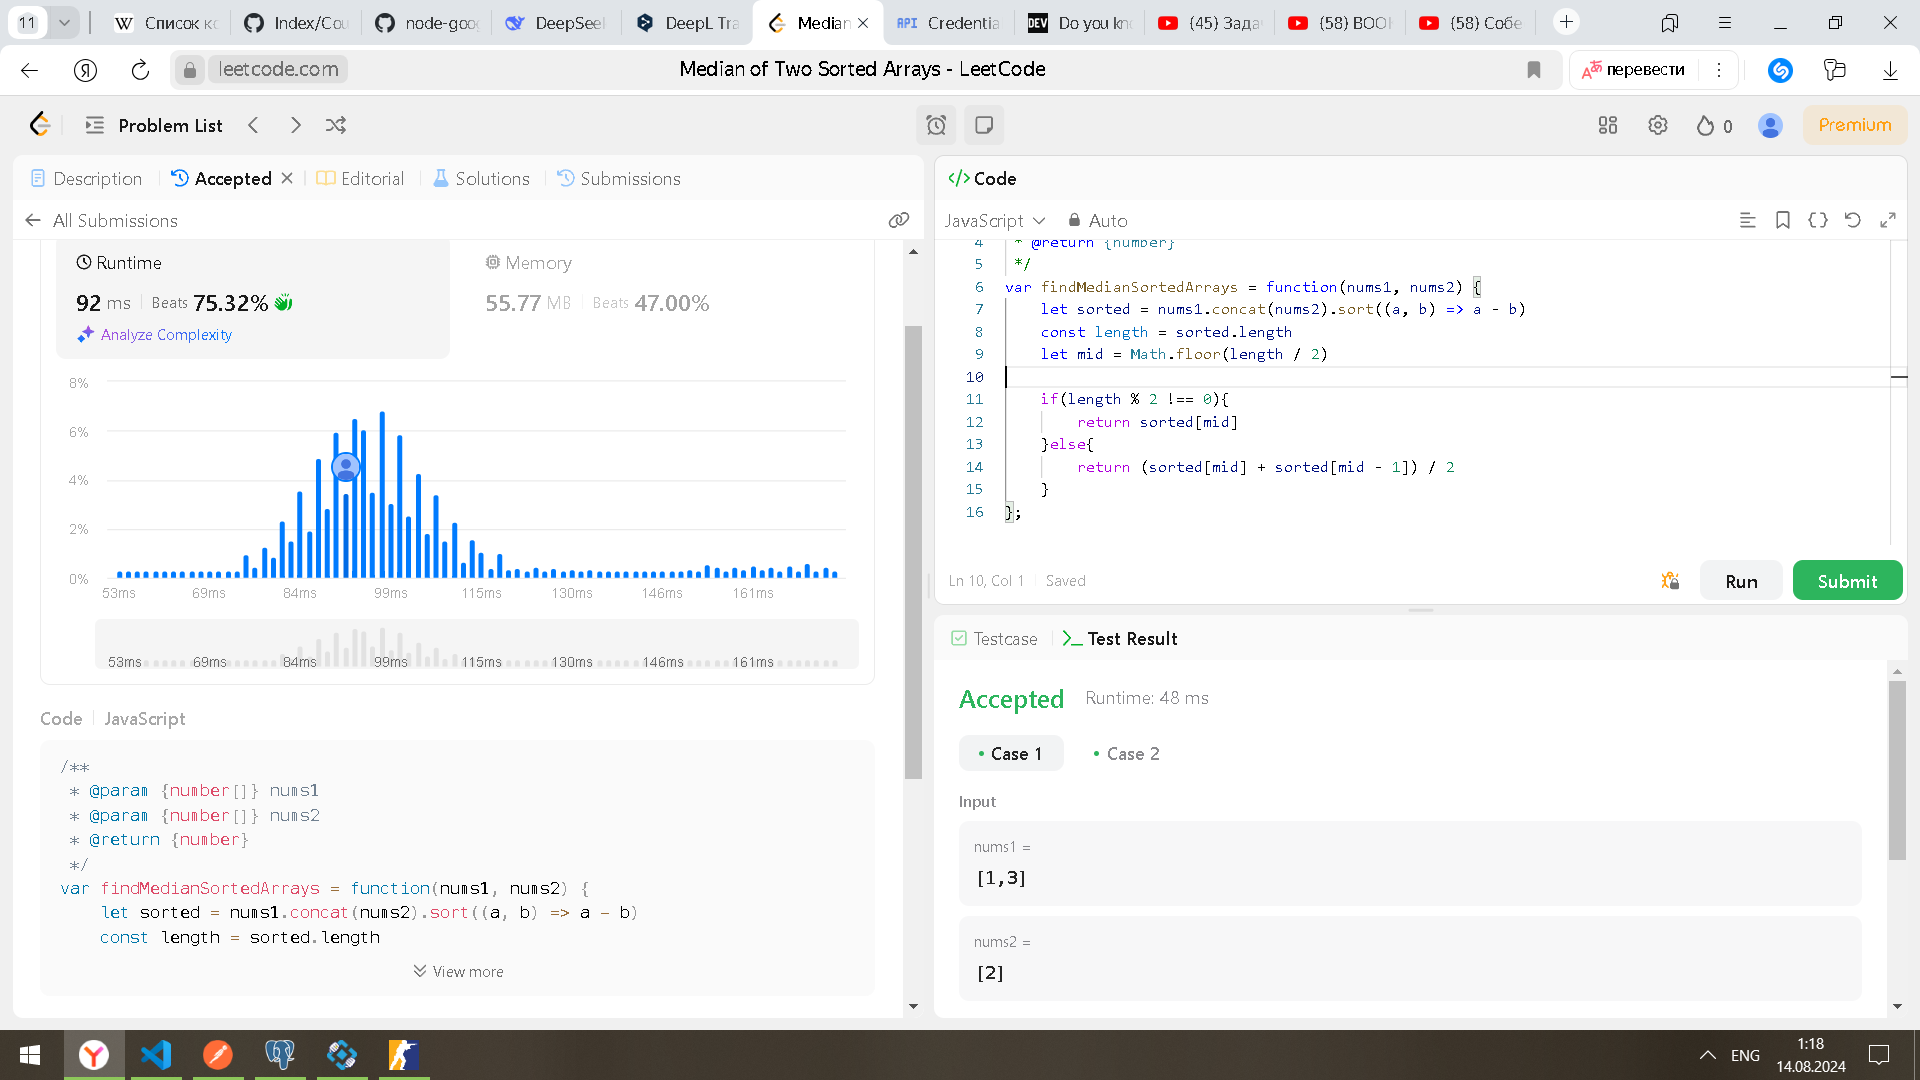 11
Список ко
Index/Cou
node-goog
DeepSeel
DeepL Tra
Median
Credentia
Do you kn
(45) Зада
(58) BOOI
(58) Собе
leetcode.com
Median of Two Sorted Arrays - LeetCode
перевести
Problem List
0
Premium
Description
Accepted
Editorial
Solutions
Submissions
All Submissions
Runtime
92 ms
Beats 75.32%
Analyze Complexity
Memory
55.77 MB
Beats 47.00%
8%
6%
4%
2%
0%
53ms 69ms 84ms 99ms 115ms 130ms 146ms 161ms
53ms 69ms 84ms 99ms 115ms 130ms 146ms 161ms
Code
JavaScript
/**
* @param {number[]} nums1
* @param {number[]} nums2
* @return {number}
*/
var findMedianSortedArrays = function(nums1, nums2) {
let sorted = nums1.concat(nums2).sort((a, b) => a - b)
const length = sorted.length
View more
</> Code
JavaScript
Auto
4 * @return {number}
5 */
6 var findMedianSortedArrays = function(nums1, nums2) {
7 let sorted = nums1.concat(nums2).sort((a, b) => a - b)
8 const length = sorted.length
9 let mid = Math.floor(length / 2)
10
11 if(length % 2 !== 0){
12 return sorted[mid]
13 }else{
14 return (sorted[mid] + sorted[mid - 1]) / 2
15 }
16 };
Ln 10, Col 1
Saved
Run
Submit
Testcase
Test Result
Accepted
Runtime: 48 ms
• Case 1
• Case 2
Input
nums1 =
[1,3]
nums2 =
[2]
ENG
1:18
14.08.2024